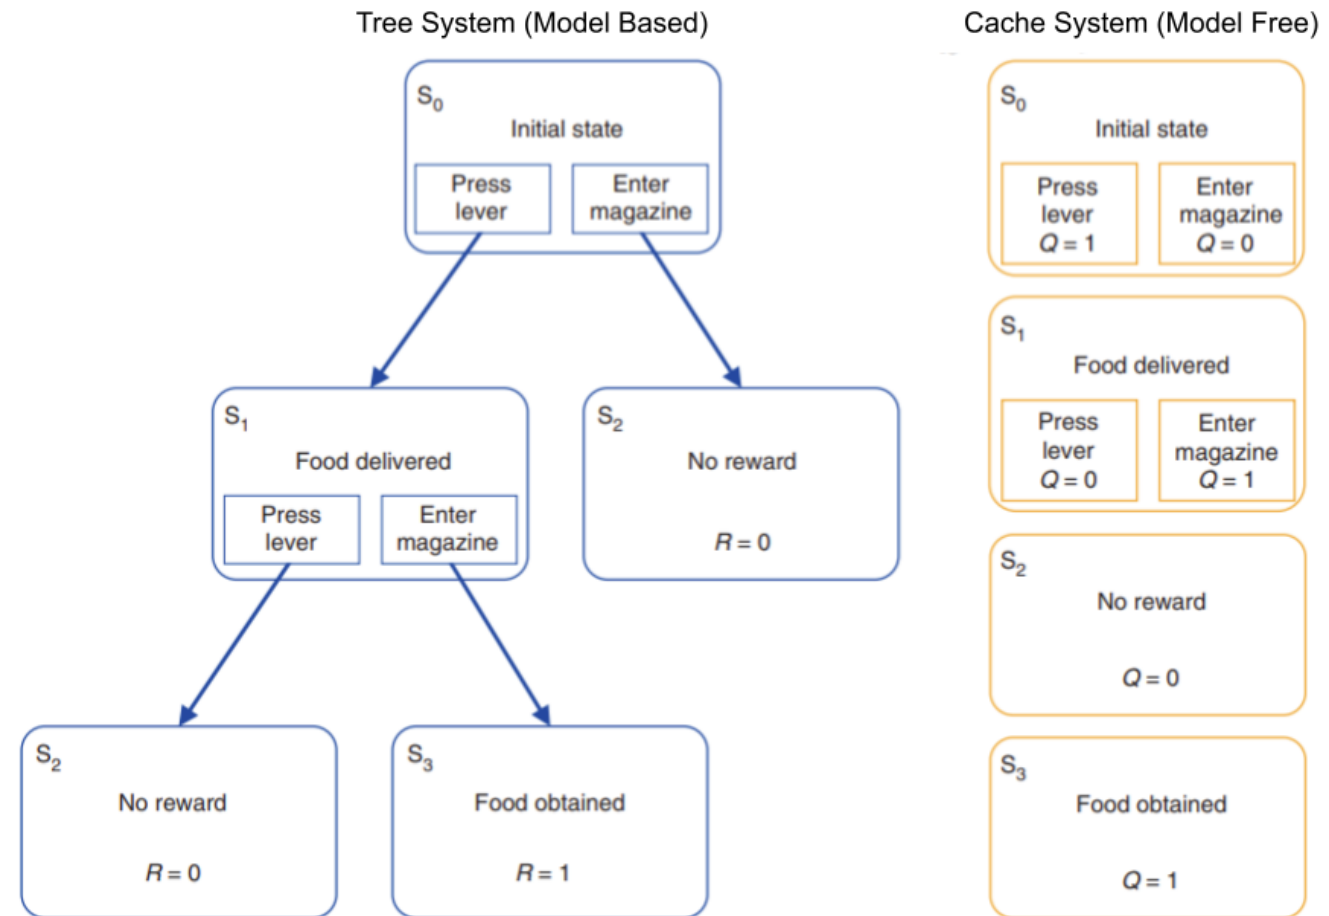 Tree System (Model Based)
S0
Initial state
Press
lever
Enter
magazine
S1
Food delivered
Press
lever
Enter
magazine
S2
No reward
R = 0
S2
No reward
R = 0
S3
Food obtained
R = 1
Cache System (Model Free)
S0
Initial state
Press
lever
Q = 1
Enter
magazine
Q = 0
S1
Food delivered
Press
lever
Q = 0
Enter
magazine
Q = 1
S2
No reward
Q = 0
S3
Food obtained
Q = 1